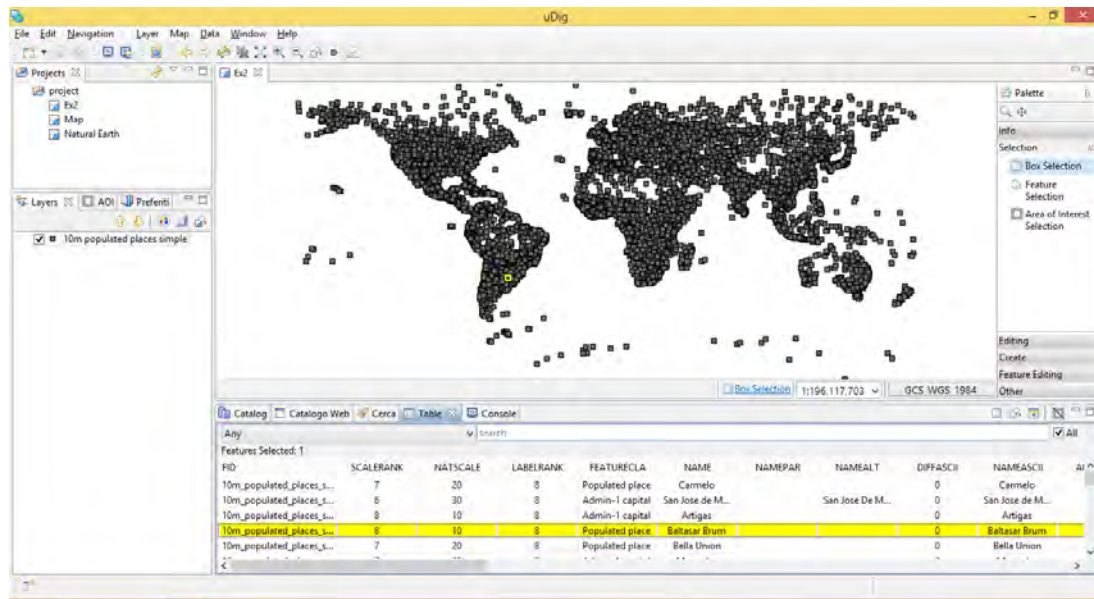 uDig
File Edit Navigation Layer Map Data Window Help
Projects
Ex2
project
Ex2
Map
Natural Earth
Layers AOI Preferiti
10m populated places simple
Palette
Info
Selection
Box Selection
Feature
Selection
Area of Interest
Selection
Editing
Create
Feature Editing
Other
Box Selection 1:196.117.703 GCS WGS 1984
Catalog Catalogo Web Cerca Table Console
Any search All
Features Selected: 1
FID SCALERANK NATSCALE LABELRANK FEATURECLA NAME NAMEPAR NAMEALT DIFFASCII NAMEASCII
10m_populated_places_s... 7 20 8 Populated place Carmelo 0 Carmelo
10m_populated_places_s... 6 30 8 Admin-1 capital San Jose de M... San Jose De M... 0 San Jose de M...
10m_populated_places_s... 8 10 8 Admin-1 capital Artigas 0 Artigas
10m_populated_places_s... 8 10 8 Populated place Baltasar Brum 0 Baltasar Brum
10m_populated_places_s... 7 20 8 Populated place Bella Union 0 Bella Union